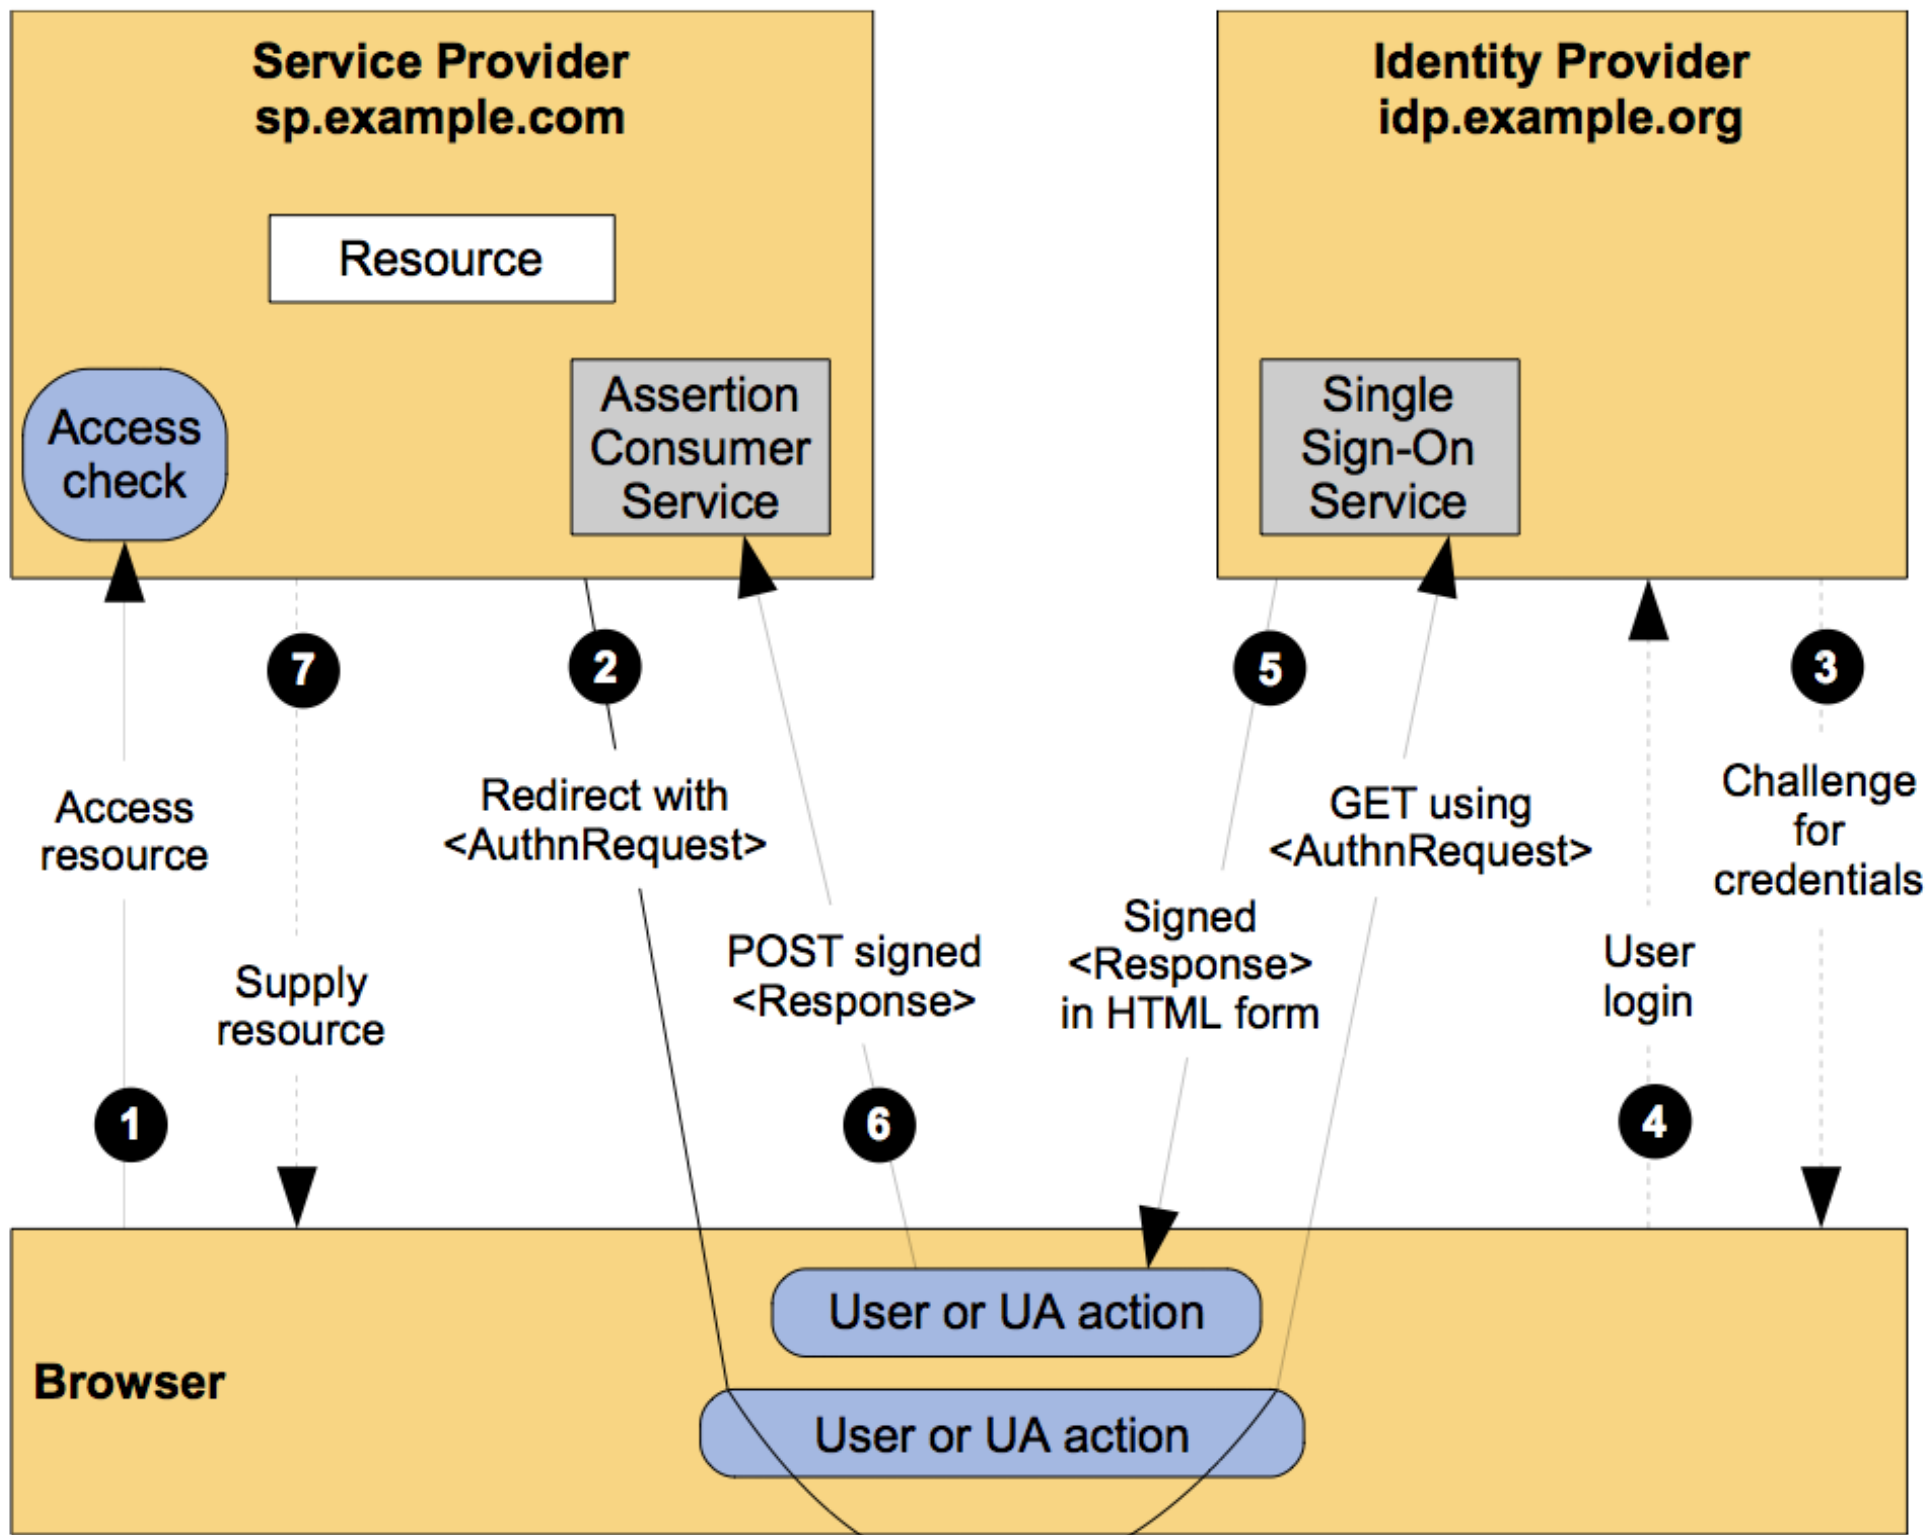 Service Provider
sp.example.com
Identity Provider
idp.example.org
Resource
Access
check
Assertion
Consumer
Service
Single
Sign-On
Service
7
2
5
3
Access
resource
Redirect with
<AuthnRequest>
GET using
<AuthnRequest>
Challenge
for
credentials
Supply
resource
POST signed
<Response>
Signed
<Response>
in HTML form
User
login
1
6
4
User or UA action
Browser
User or UA action